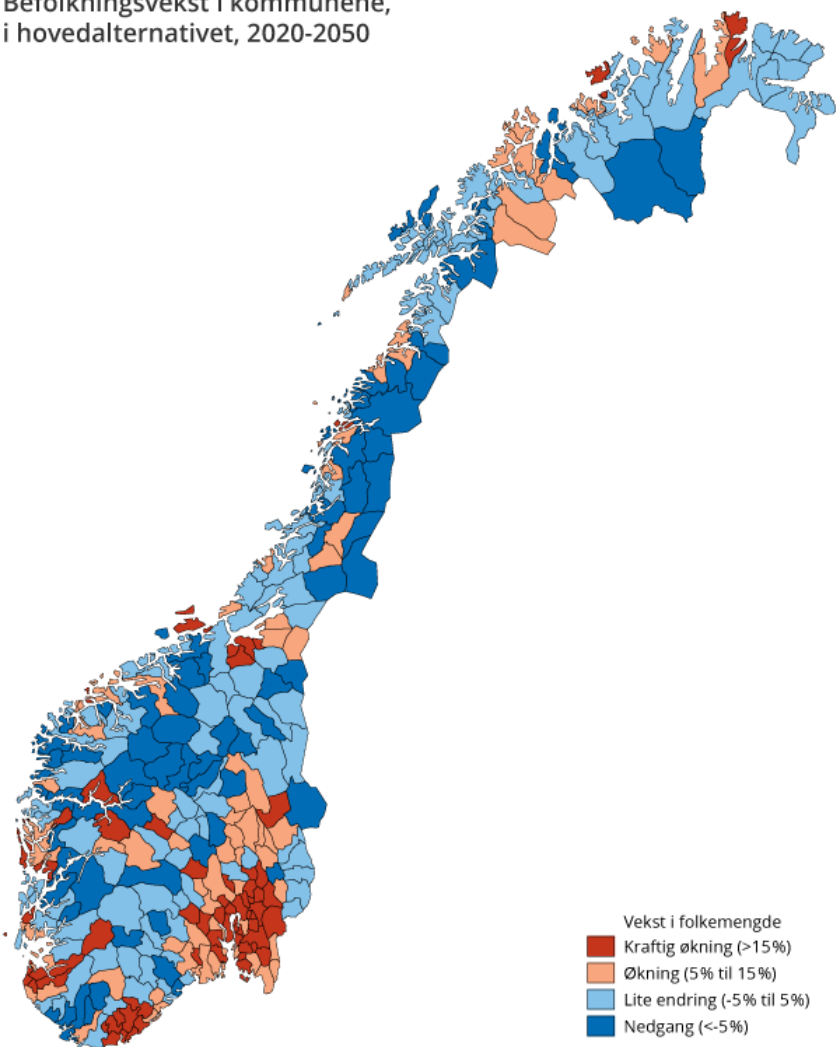 Befolkningsvekst i kommunene,
i hovedalternativet, 2020-2050
Vekst i folkemengde
Kraftig økning (>15%)
Økning (5% til 15%)
Lite endring (-5% til 5%)
Nedgang (<-5%)